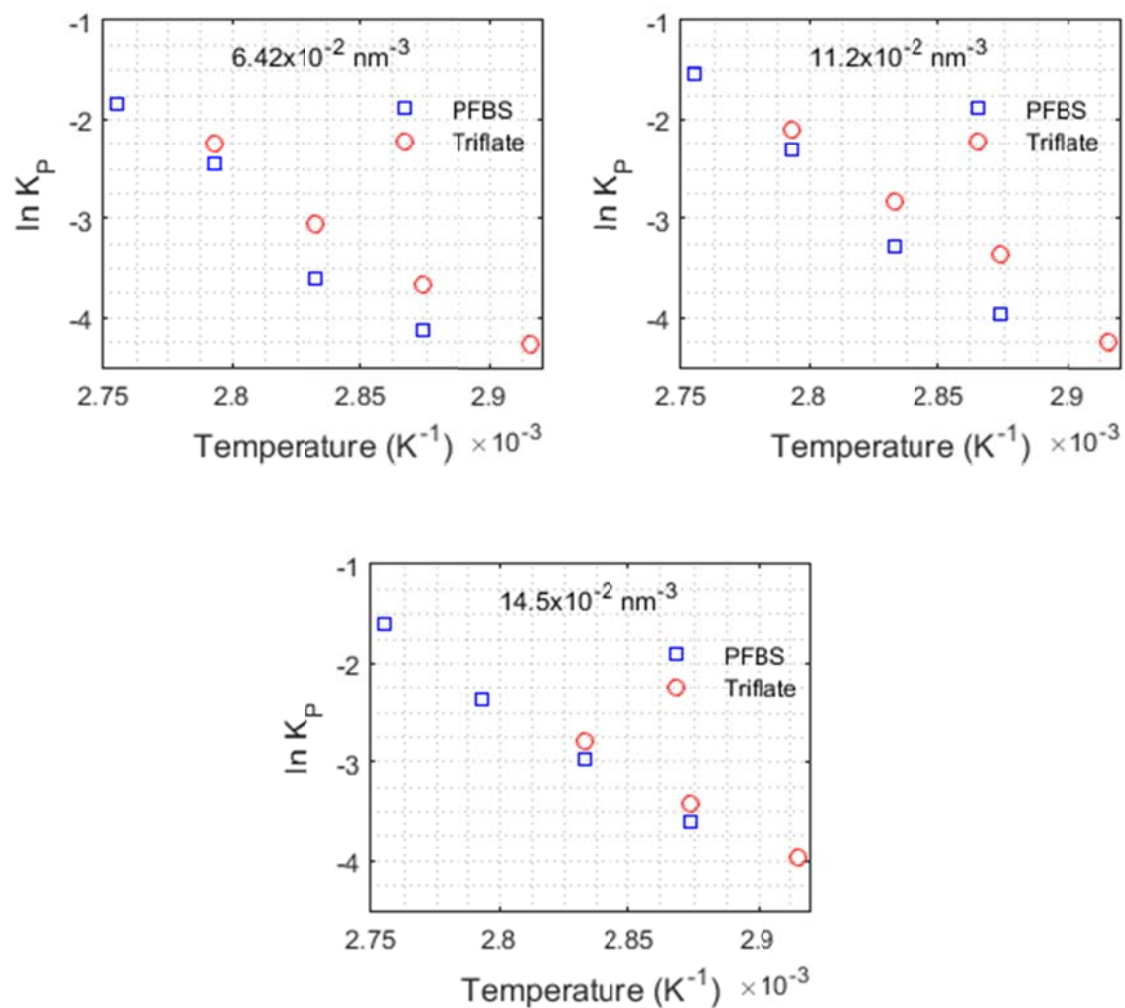 6.42x10^-2 nm^-3
PFBS
Triflate
ln K_P
-1
-2
-3
-4
2.75 2.8 2.85 2.9
Temperature (K^-1) ×10^-3
11.2x10^-2 nm^-3
PFBS
Triflate
ln K_P
-1
-2
-3
-4
2.75 2.8 2.85 2.9
Temperature (K^-1) ×10^-3
14.5x10^-2 nm^-3
PFBS
Triflate
ln K_P
-1
-2
-3
-4
2.75 2.8 2.85 2.9
Temperature (K^-1) ×10^-3